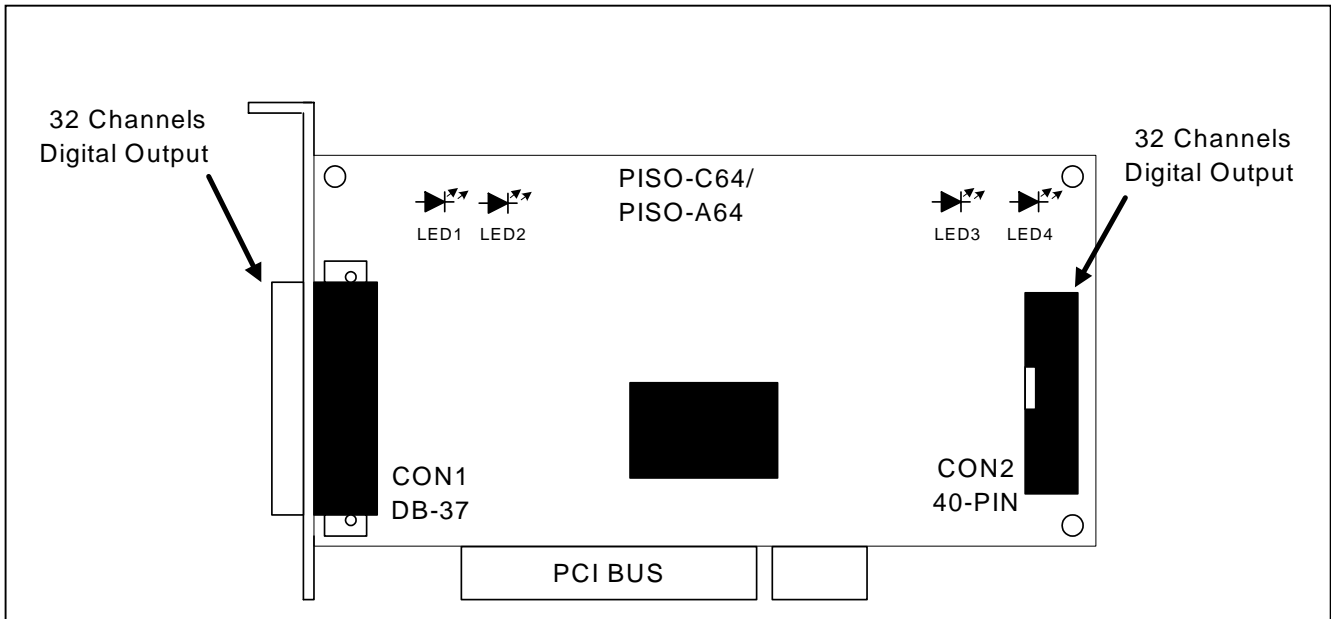 32 Channels
Digital Output
PISO-C64/
PISO-A64
32 Channels
Digital Output
LED1
LED2
LED3
LED4
CON1
DB-37
CON2
40-PIN
PCI BUS